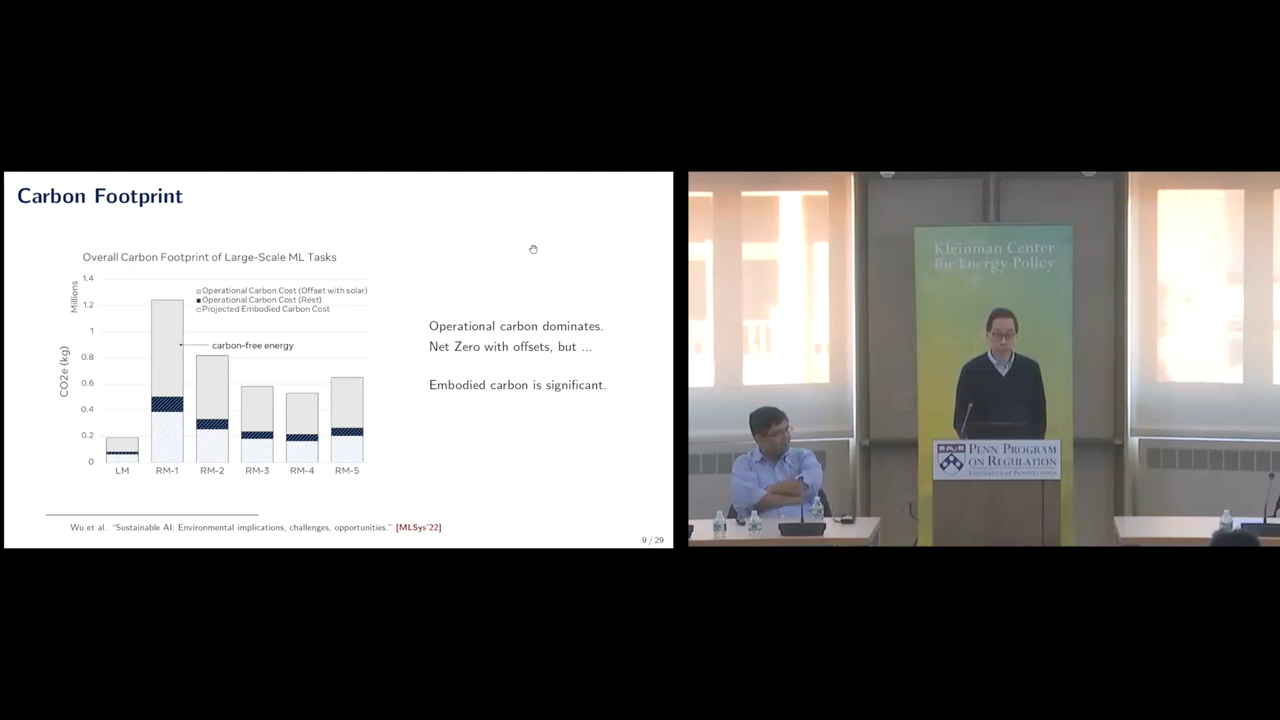 Carbon Footprint
Overall Carbon Footprint of Large-Scale ML Tasks
Millions
CO2e (kg)
1.4
1.2
1
0.8
0.6
0.4
0.2
0
Operational Carbon Cost (Offset with solar)
Operational Carbon Cost (Rest)
Projected Embodied Carbon Cost
carbon-free energy
LM RM-1 RM-2 RM-3 RM-4 RM-5
Operational carbon dominates.
Net Zero with offsets, but ...
Embodied carbon is significant.
Wu et al. "Sustainable AI: Environmental implications, challenges, opportunities." [MLSys'22]
9 / 29
Kleinman Center
for Energy Policy
PENN PROGRAM
ON REGULATION
UNIVERSITY OF PENNSYLVANIA